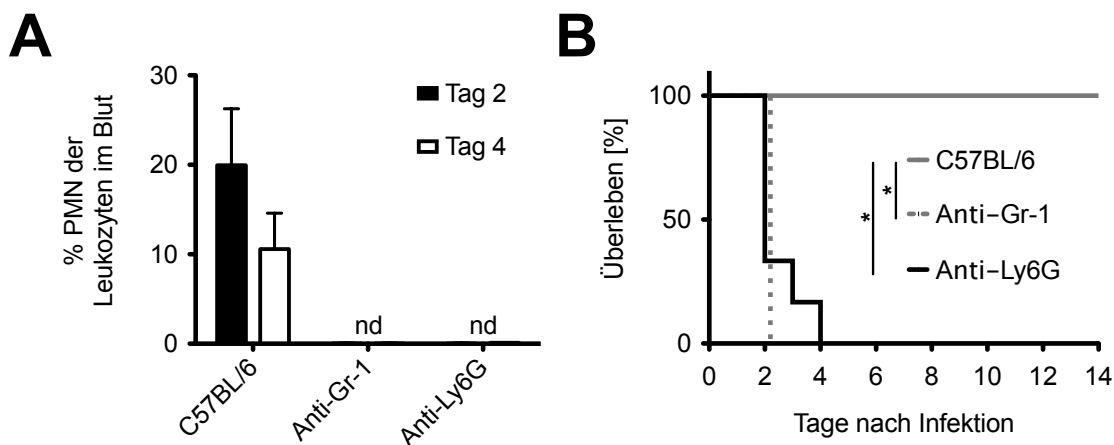 A
% PMN der
Leukozyten im Blut
30
20
10
0
Tag 2
Tag 4
nd
nd
C57BL/6
Anti-Gr-1
Anti-Ly6G
B
Überleben [%]
100
50
0
C57BL/6
Anti-Gr-1
Anti-Ly6G
*
*
0 2 4 6 8 10 12 14
Tage nach Infektion